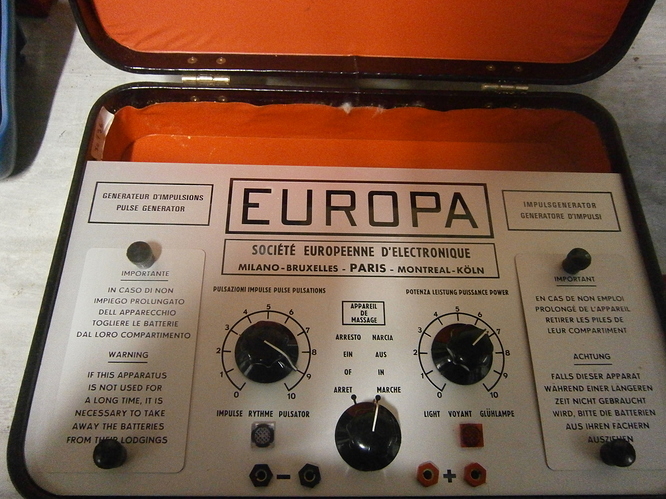 GENERATEUR D'IMPULSIONS
PULSE GENERATOR
EUROPA
IMPULSGENERATOR
GENERATORE D'IMPULSI
SOCIÉTÉ EUROPEENNE D'ELECTRONIQUE
MILANO-BRUXELLES - PARIS - MONTREAL-KÖLN
IMPORTANTE
IN CASO DI NON
IMPIEGO PROLUNGATO
DELL APPARECCHIO
TOGLIERE LE BATTERIE
DAL LORO COMPARTIMENTO
WARNING
IF THIS APPARATUS
IS NOT USED FOR
A LONG TIME, IT IS
NECESSARY TO TAKE
AWAY THE BATTERIES
FROM THEIR LODGINGS
PULSAZIONI IMPULSE PULSE PULSATIONS
0 1 2 3 4 5 6 7 8 9 10
IMPULSE RYTHME PULSATOR
APPAREIL
DE
MASSAGE
ARRESTO NARCIA
EIN AUS
OF IN
ARRET MARCHE
POTENZA LEISTUNG PUISSANCE POWER
0 1 2 3 4 5 6 7 8 9 10
LIGHT VOYANT GLÜHLAMPE
- +
IMPORTANT
EN CAS DE NON EMPLOI
PROLONGÉ DE L'APPAREIL
RETIRER LES PILES DE
LEUR COMPARTIMENT
ACHTUNG
FALLS DIESER APPARAT
WÄHREND EINER LÄNGEREN
ZEIT NICHT GEBRAUCHT
WIRD, BITTE DIE BATTERIEN
AUS IHREN FÄCHERN
AUSZIEHEN